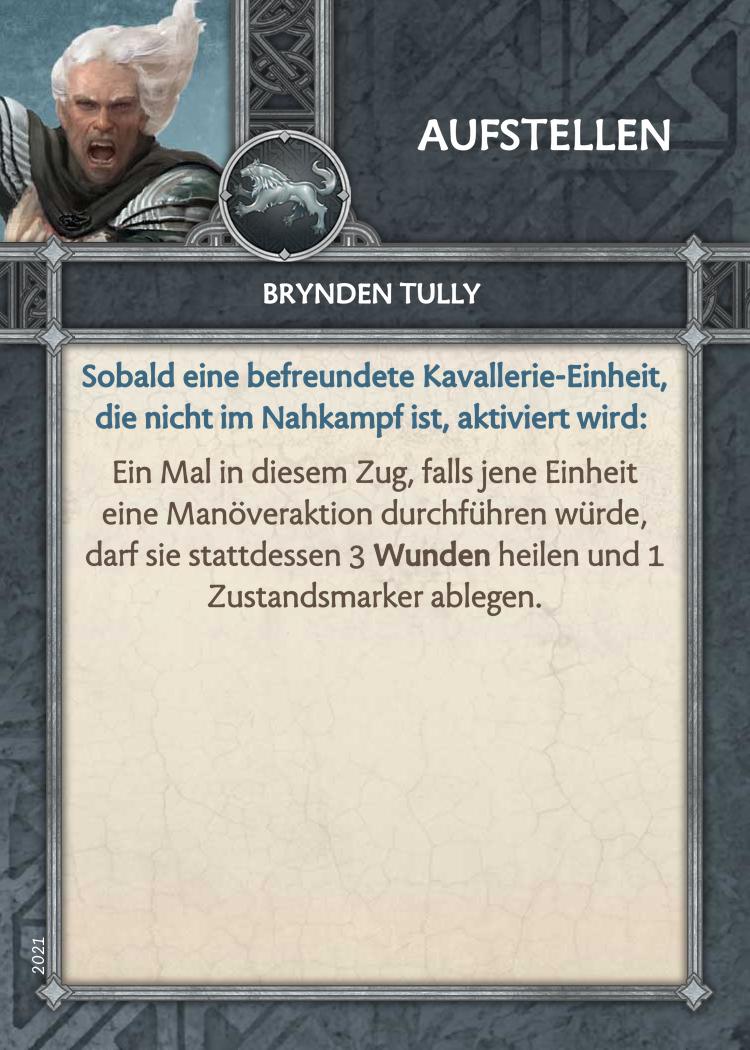 AUFSTELLEN
BRYNDEN TULLY
Sobald eine befreundete Kavallerie-Einheit,
die nicht im Nahkampf ist, aktiviert wird:
Ein Mal in diesem Zug, falls jene Einheit
eine Manöveraktion durchführen würde,
darf sie stattdessen 3 Wunden heilen und 1
Zustandsmarker ablegen.
2021